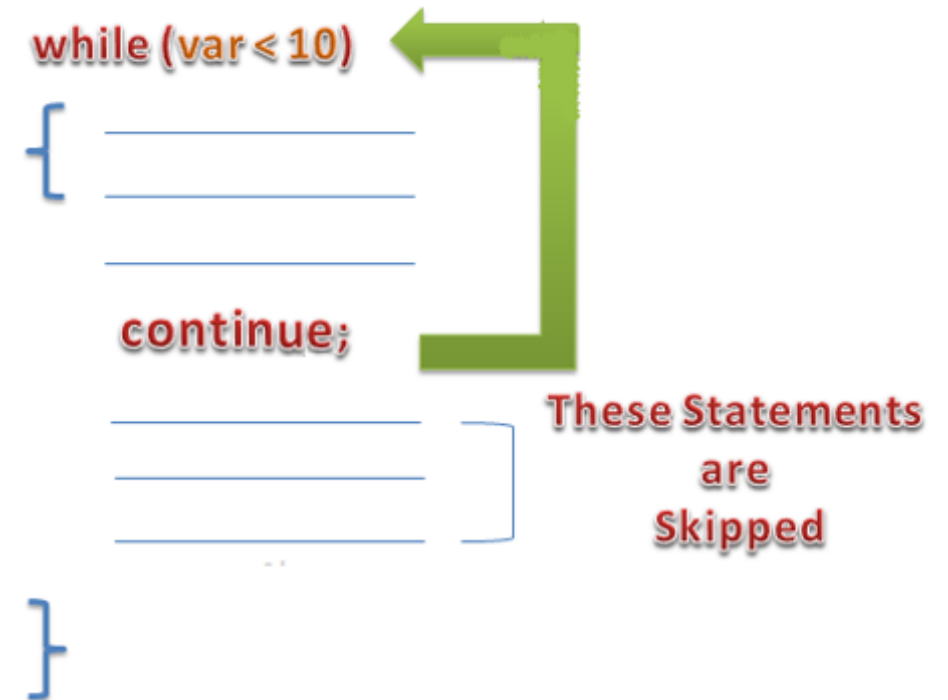 while (var < 10)
{
continue;
These Statements
are
Skipped
}